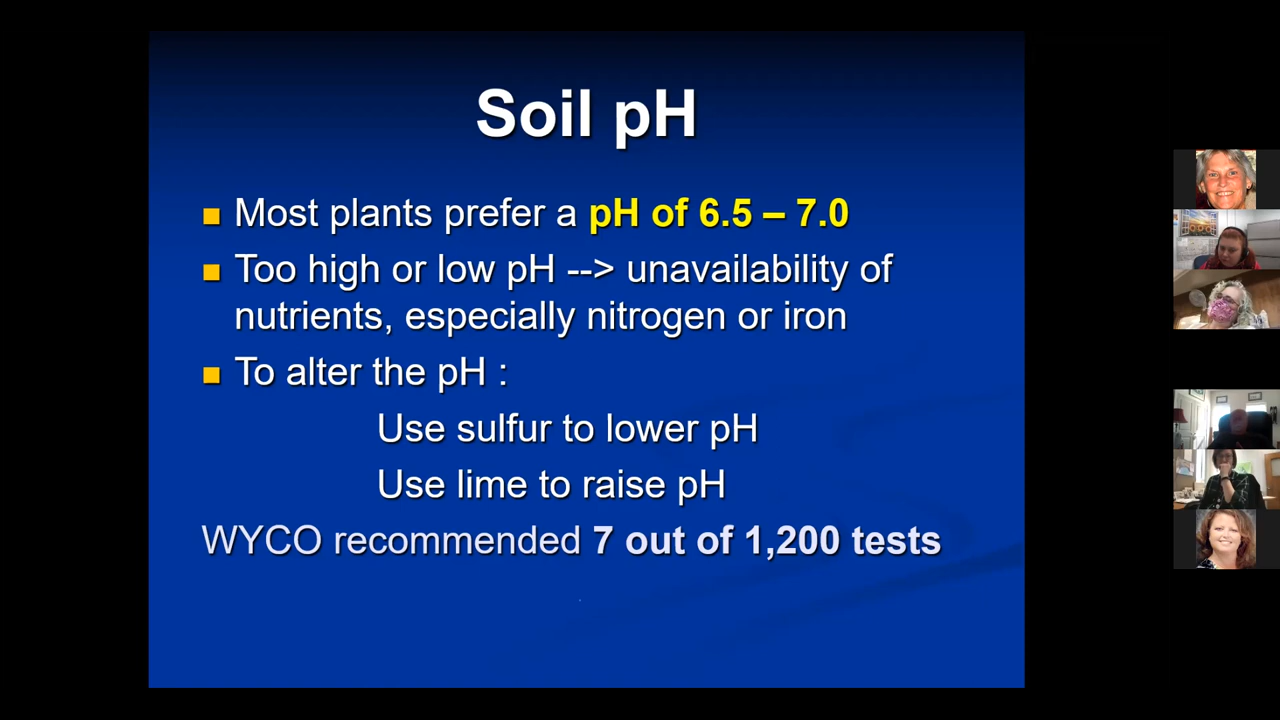 Soil pH
Most plants prefer a pH of 6.5 – 7.0
Too high or low pH --> unavailability of
nutrients, especially nitrogen or iron
To alter the pH :
Use sulfur to lower pH
Use lime to raise pH
WYCO recommended 7 out of 1,200 tests